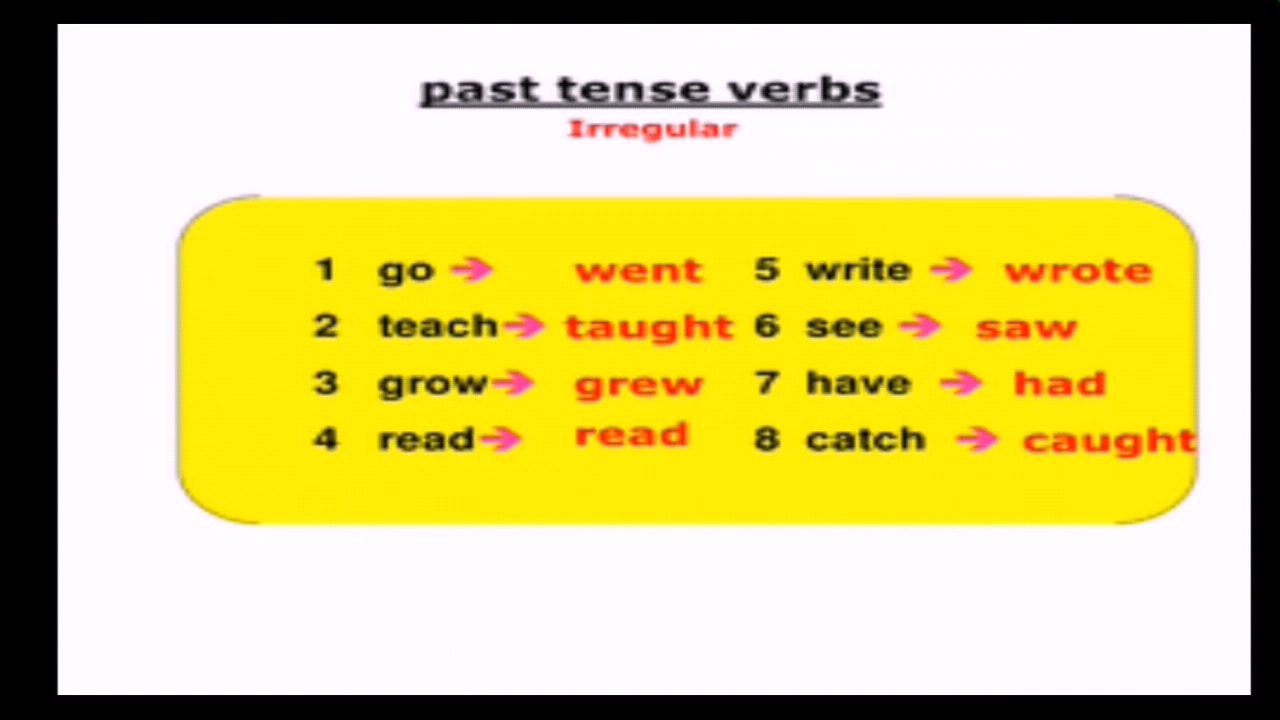 past tense verbs
Irregular
1 go ➔ went 5 write ➔ wrote
2 teach ➔ taught 6 see ➔ saw
3 grow ➔ grew 7 have ➔ had
4 read ➔ read 8 catch ➔ caught